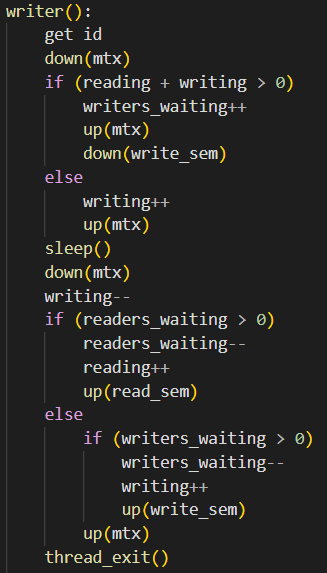 writer():
    get id
    down(mtx)
    if (reading + writing > 0)
        writers_waiting++
        up(mtx)
        down(write_sem)
    else
        writing++
        up(mtx)
    sleep()
    down(mtx)
    writing--
    if (readers_waiting > 0)
        readers_waiting--
        reading++
        up(read_sem)
    else
        if (writers_waiting > 0)
            writers_waiting--
            writing++
            up(write_sem)
        up(mtx)
    thread_exit()